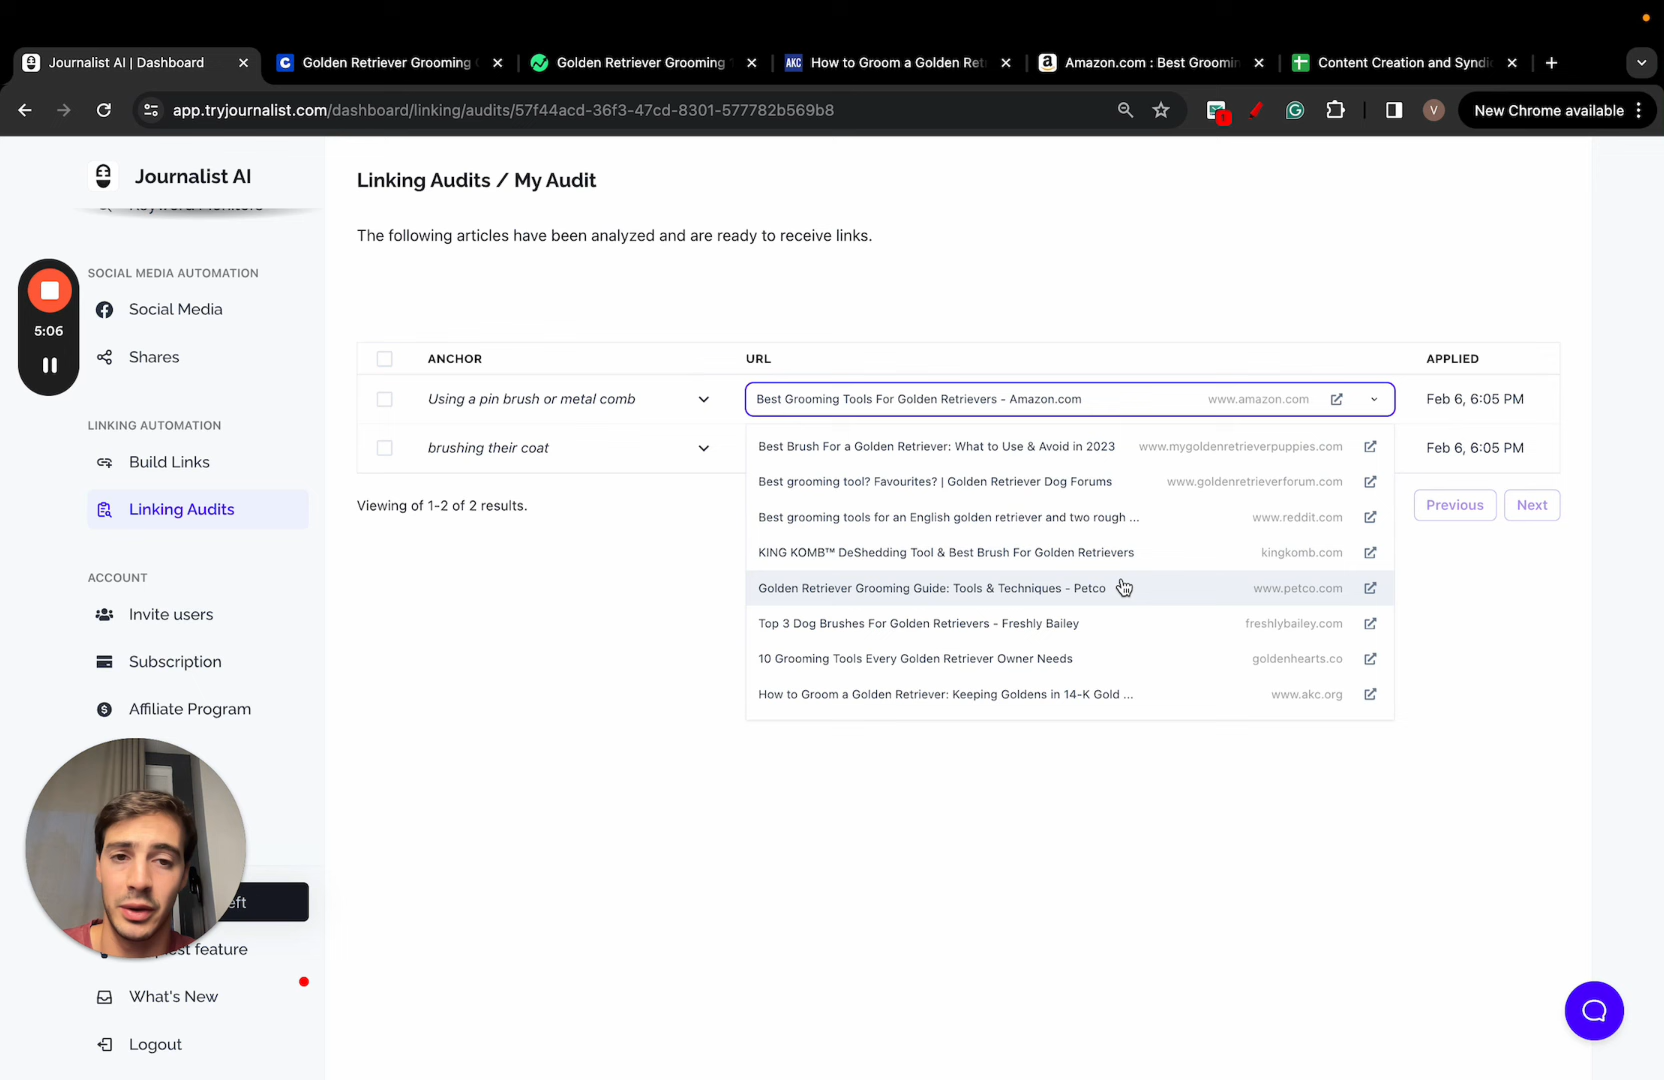 Journalist AI | Dashboard
Golden Retriever Grooming
Golden Retriever Grooming
AKC How to Groom a Golden Ret
Amazon.com : Best Groomin
Content Creation and Syndi
app.tryjournalist.com/dashboard/linking/audits/57f44acd-36f3-47cd-8301-577782b569b8
1
V
New Chrome available
Journalist AI
Keyword Monitors
SOCIAL MEDIA AUTOMATION
Social Media
Shares
5:06
LINKING AUTOMATION
Build Links
Linking Audits
ACCOUNT
Invite users
Subscription
Affiliate Program
eft
est feature
What's New
Logout
Linking Audits / My Audit
The following articles have been analyzed and are ready to receive links.
ANCHOR URL APPLIED
Using a pin brush or metal comb Best Grooming Tools For Golden Retrievers - Amazon.com www.amazon.com Feb 6, 6:05 PM
brushing their coat Feb 6, 6:05 PM
Best Brush For a Golden Retriever: What to Use & Avoid in 2023 www.mygoldenretrieverpuppies.com
Best grooming tool? Favourites? | Golden Retriever Dog Forums www.goldenretrieverforum.com
Best grooming tools for an English golden retriever and two rough ... www.reddit.com
KING KOMB™ DeShedding Tool & Best Brush For Golden Retrievers kingkomb.com
Golden Retriever Grooming Guide: Tools & Techniques - Petco www.petco.com
Top 3 Dog Brushes For Golden Retrievers - Freshly Bailey freshlybailey.com
10 Grooming Tools Every Golden Retriever Owner Needs goldenhearts.co
How to Groom a Golden Retriever: Keeping Goldens in 14-K Gold ... www.akc.org
Viewing of 1-2 of 2 results.
Previous Next